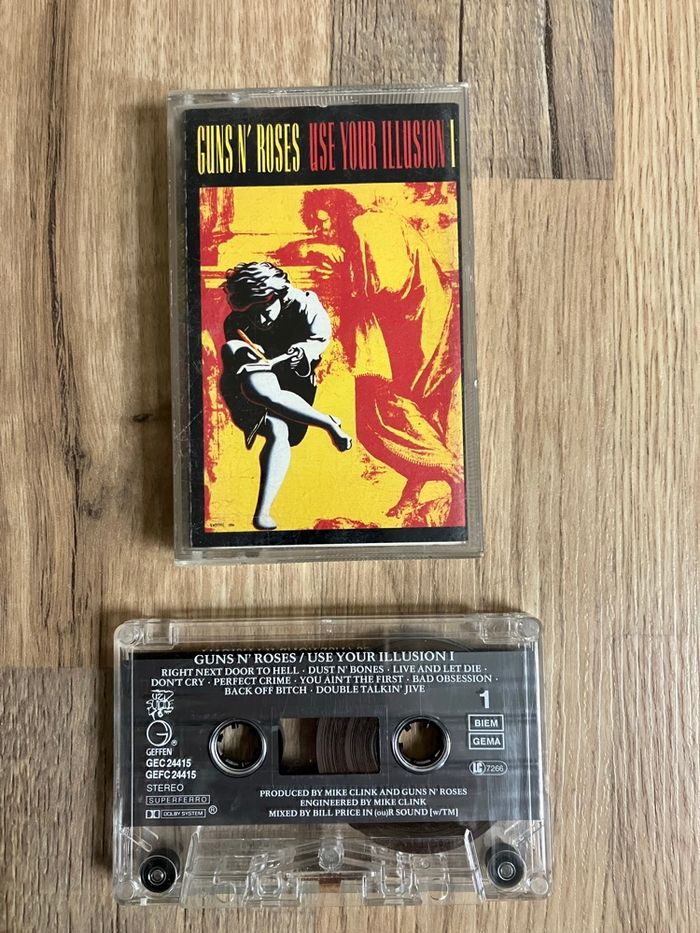 GUNS N' ROSES USE YOUR ILLUSION I
GUNS N' ROSES / USE YOUR ILLUSION I
RIGHT NEXT DOOR TO HELL · DUST N' BONES · LIVE AND LET DIE ·
DON'T CRY · PERFECT CRIME · YOU AIN'T THE FIRST · BAD OBSESSION ·
BACK OFF BITCH · DOUBLE TALKIN' JIVE
1
BIEM
GEMA
LC 7266
G®
GEFFEN
GEC 24415
GEFC 24415
STEREO
SUPERFERRO
DOLBY SYSTEM ®
PRODUCED BY MIKE CLINK AND GUNS N' ROSES
ENGINEERED BY MIKE CLINK
MIXED BY BILL PRICE IN (ou)R SOUND [w/TM]